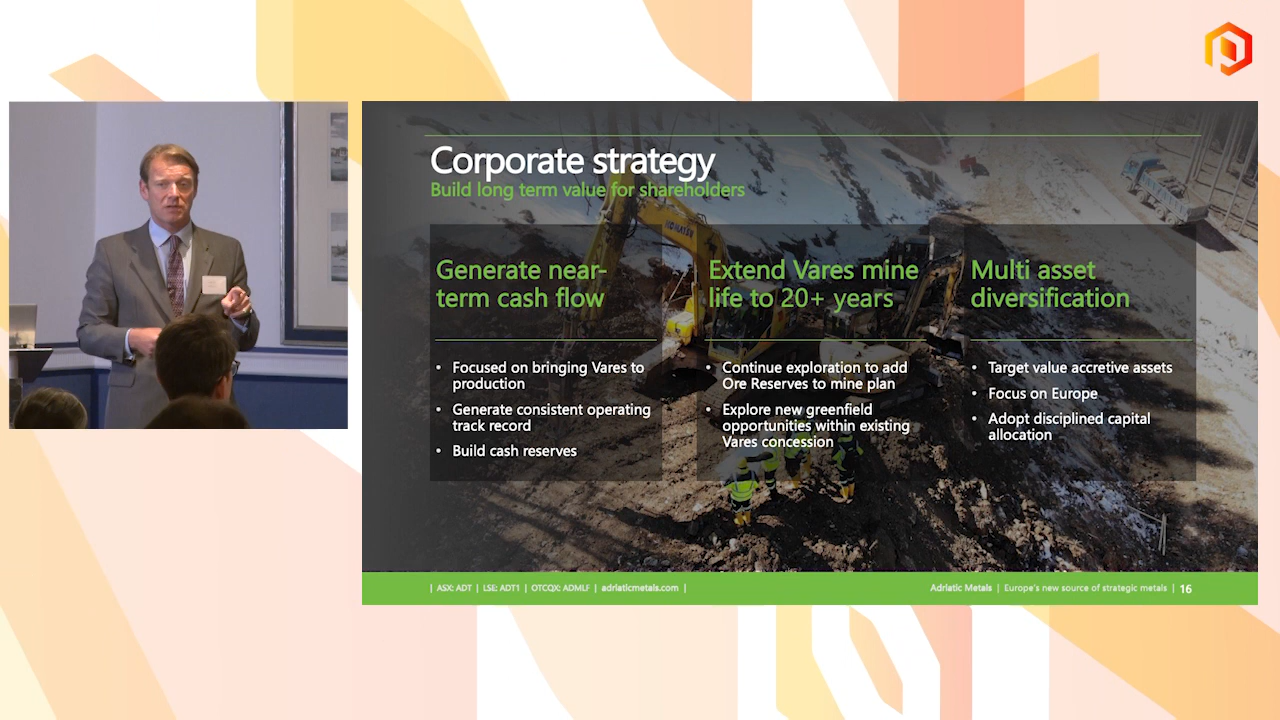 Corporate strategy
Build long term value for shareholders
Generate near-
term cash flow
• Focused on bringing Vares to
production
• Generate consistent operating
track record
• Build cash reserves
Extend Vares mine
life to 20+ years
• Continue exploration to add
Ore Reserves to mine plan
• Explore new greenfield
opportunities within existing
Vares concession
Multi asset
diversification
• Target value accretive assets
• Focus on Europe
• Adopt disciplined capital
allocation
KOMATSU
| ASX: ADT | LSE: ADT1 | OTCQX: ADMLF | adriaticmetals.com |
Adriatic Metals | Europe's new source of strategic metals | 16